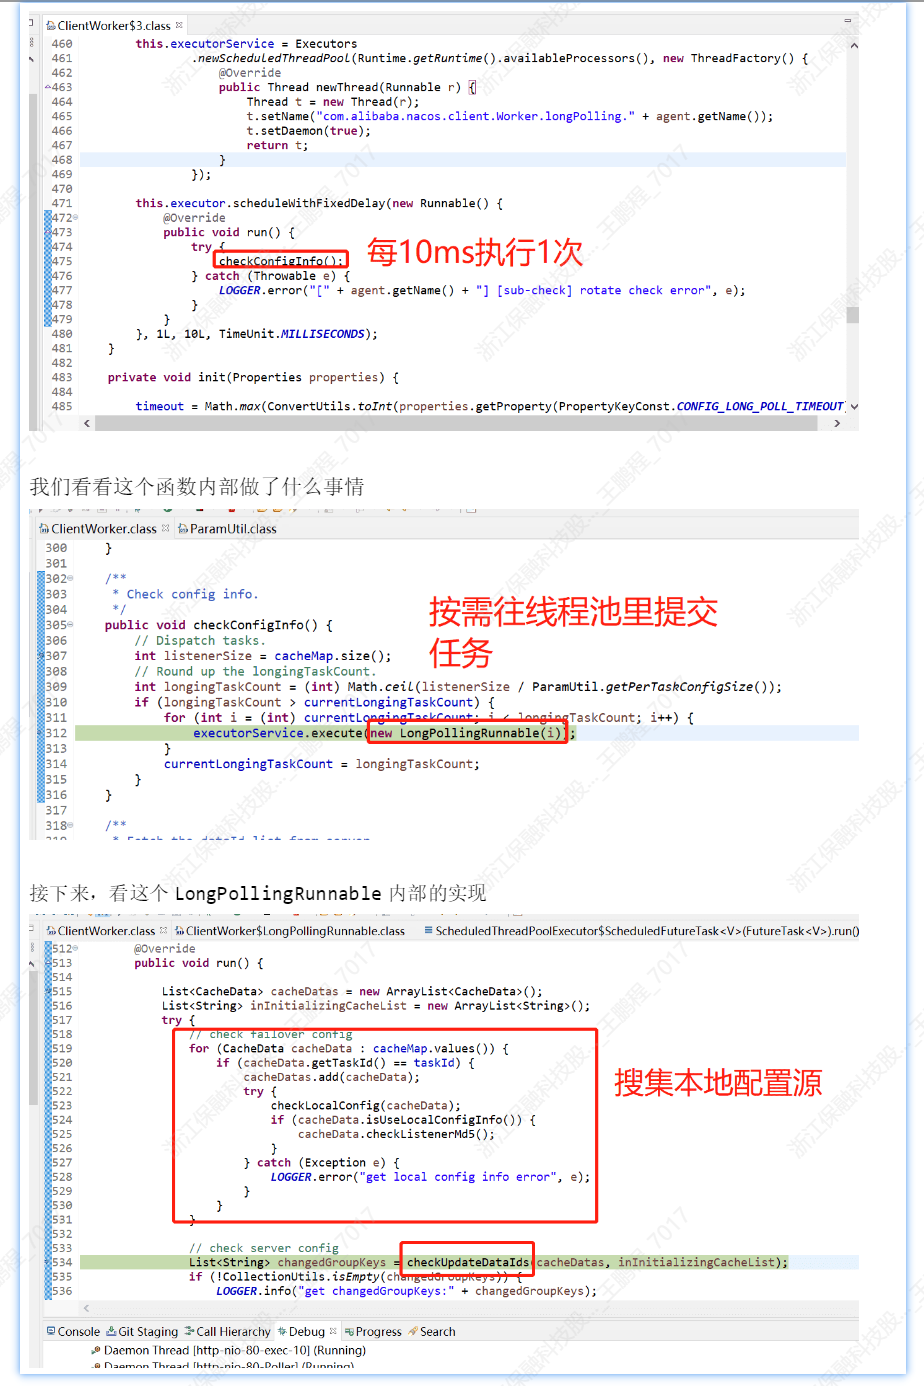 ClientWorker$3.class
460 this.executorService = Executors
461 .newScheduledThreadPool(Runtime.getRuntime().availableProcessors(), new ThreadFactory() {
462 @Override
463 public Thread newThread(Runnable r) {
464 Thread t = new Thread(r);
465 t.setName("com.alibaba.nacos.client.Worker.longPolling." + agent.getName());
466 t.setDaemon(true);
467 return t;
468 }
469 });
470
471 this.executor.scheduleWithFixedDelay(new Runnable() {
472 @Override
473 public void run() {
474 try {
475 checkConfigInfo();
每10ms执行1次
476 } catch (Throwable e) {
477 LOGGER.error("[" + agent.getName() + "] [sub-check] rotate check error", e);
478 }
479 }
480 }, 1L, 10L, TimeUnit.MILLISECONDS);
481 }
482
483 private void init(Properties properties) {
484
485 timeout = Math.max(ConvertUtils.toInt(properties.getProperty(PropertyKeyConst.CONFIG_LONG_POLL_TIMEOUT
我们看看这个函数内部做了什么事情
ClientWorker.class ParamUtil.class
300 }
301
302 /**
303 * Check config info.
304 */
305 public void checkConfigInfo() {
按需往线程池里提交
任务
306 // Dispatch tasks.
307 int listenerSize = cacheMap.size();
308 // Round up the longingTaskCount.
309 int longingTaskCount = (int) Math.ceil(listenerSize / ParamUtil.getPerTaskConfigSize());
310 if (longingTaskCount > currentLongingTaskCount) {
311 for (int i = (int) currentLongingTaskCount; i < longingTaskCount; i++) {
312 executorService.execute(new LongPollingRunnable(i));
313 }
314 currentLongingTaskCount = longingTaskCount;
315 }
316 }
317
318 /**
接下来，看这个 LongPollingRunnable 内部的实现
ClientWorker.class ClientWorker$LongPollingRunnable.class ScheduledThreadPoolExecutor$ScheduledFutureTask<V>(FutureTask<V>).run()
512 @Override
513 public void run() {
514
515 List<CacheData> cacheDatas = new ArrayList<CacheData>();
516 List<String> inInitializingCacheList = new ArrayList<String>();
517 try {
518 // check failover config
519 for (CacheData cacheData : cacheMap.values()) {
520 if (cacheData.getTaskId() == taskId) {
521 cacheDatas.add(cacheData);
搜集本地配置源
522 try {
523 checkLocalConfig(cacheData);
524 if (cacheData.isUseLocalConfigInfo()) {
525 cacheData.checkListenerMd5();
526 }
527 } catch (Exception e) {
528 LOGGER.error("get local config info error", e);
529 }
530 }
531 }
532
533 // check server config
534 List<String> changedGroupKeys = checkUpdateDataIds(cacheDatas, inInitializingCacheList);
535 if (!CollectionUtils.isEmpty(changedGroupKeys)) {
536 LOGGER.info("get changedGroupKeys:" + changedGroupKeys);
Console Git Staging Call Hierarchy Debug Progress Search
Daemon Thread [http-nio-80-exec-10] (Running)
Daemon Thread [http-nio-80-Poller] (Running)